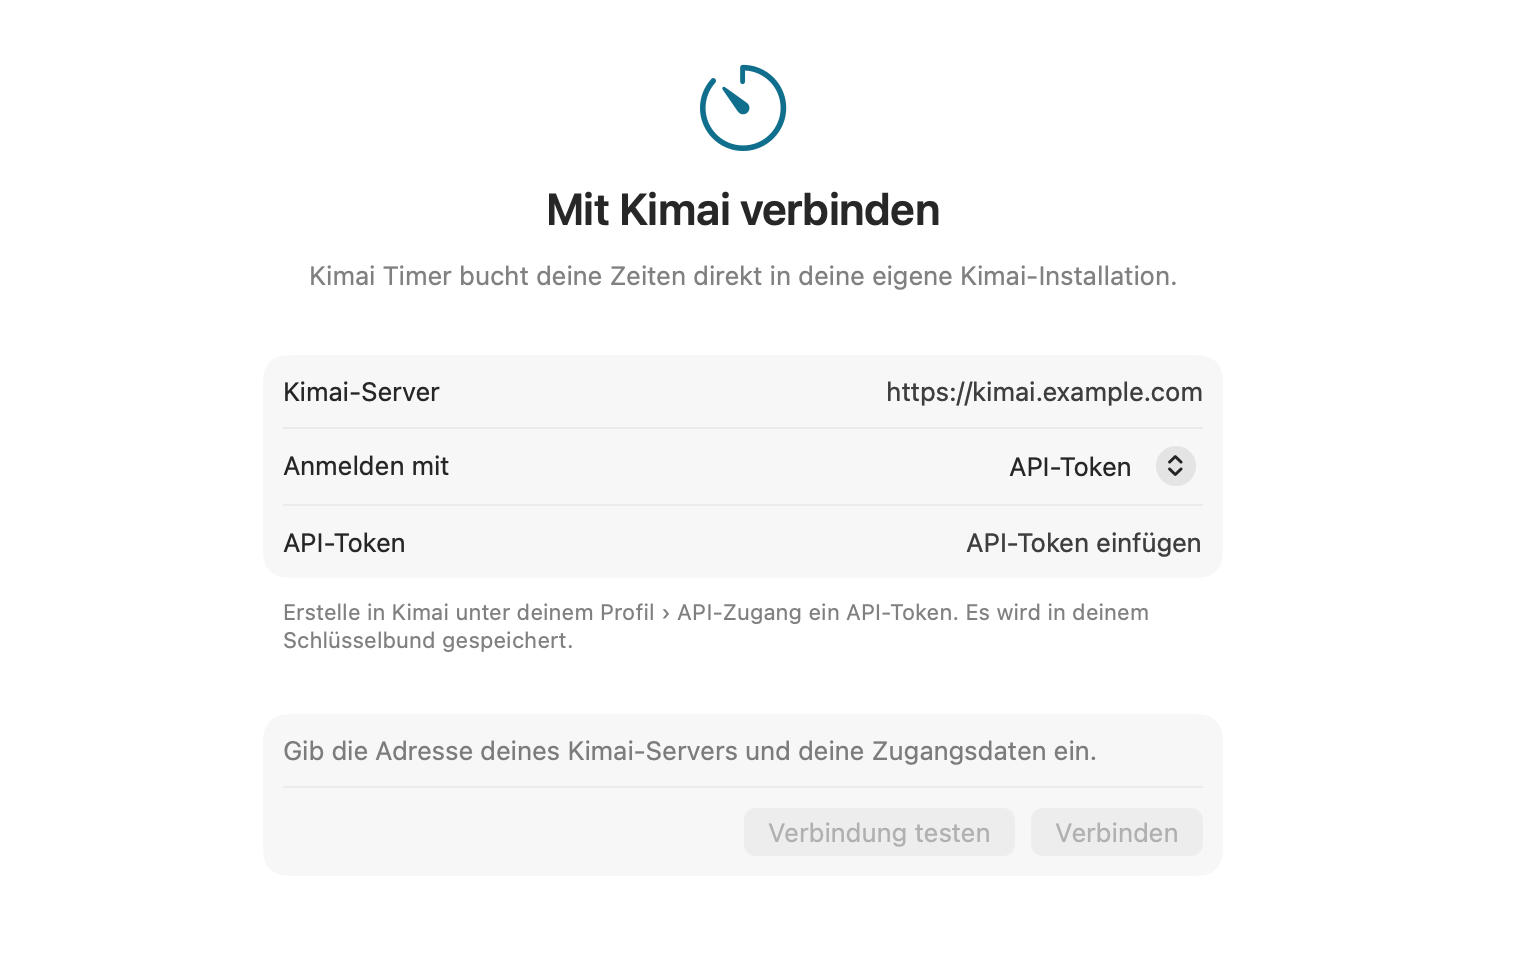 Mit Kimai verbinden
Kimai Timer bucht deine Zeiten direkt in deine eigene Kimai-Installation.
Kimai-Server https://kimai.example.com
Anmelden mit API-Token
API-Token API-Token einfügen
Erstelle in Kimai unter deinem Profil › API-Zugang ein API-Token. Es wird in deinem
Schlüsselbund gespeichert.
Gib die Adresse deines Kimai-Servers und deine Zugangsdaten ein.
Verbindung testen Verbinden